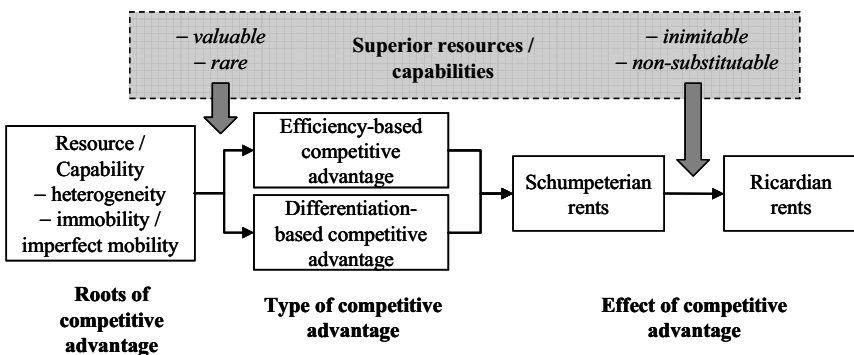 – valuable
– rare
Superior resources /
capabilities
– inimitable
– non-substitutable
Resource /
Capability
– heterogeneity
– immobility /
imperfect mobility
Efficiency-based
competitive
advantage
Differentiation-
based competitive
advantage
Schumpeterian
rents
Ricardian
rents
Roots of
competitive
advantage
Type of competitive
advantage
Effect of competitive
advantage